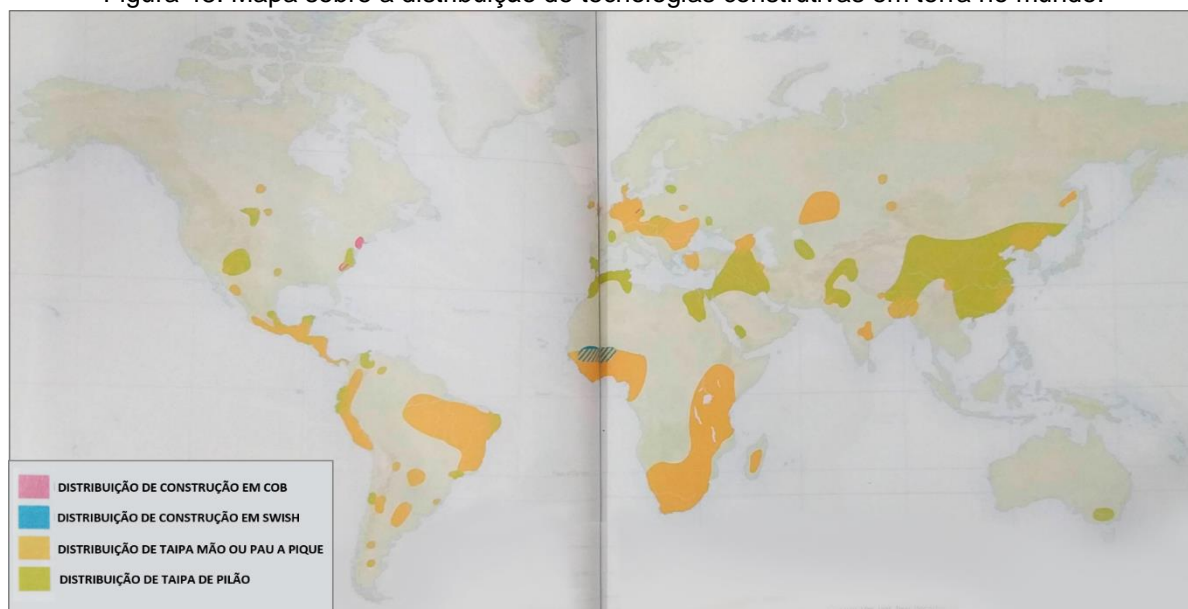 Figura Mapa sobre a distribuição de tecnologias construtivas em terra no mundo.
DISTRIBUIÇÃO DE CONSTRUÇÃO EM COB
DISTRIBUIÇÃO DE CONSTRUÇÃO EM SWISH
DISTRIBUIÇÃO DE TAIPA MÃO OU PAU A PIQUE
DISTRIBUIÇÃO DE TAIPA DE PILÃO